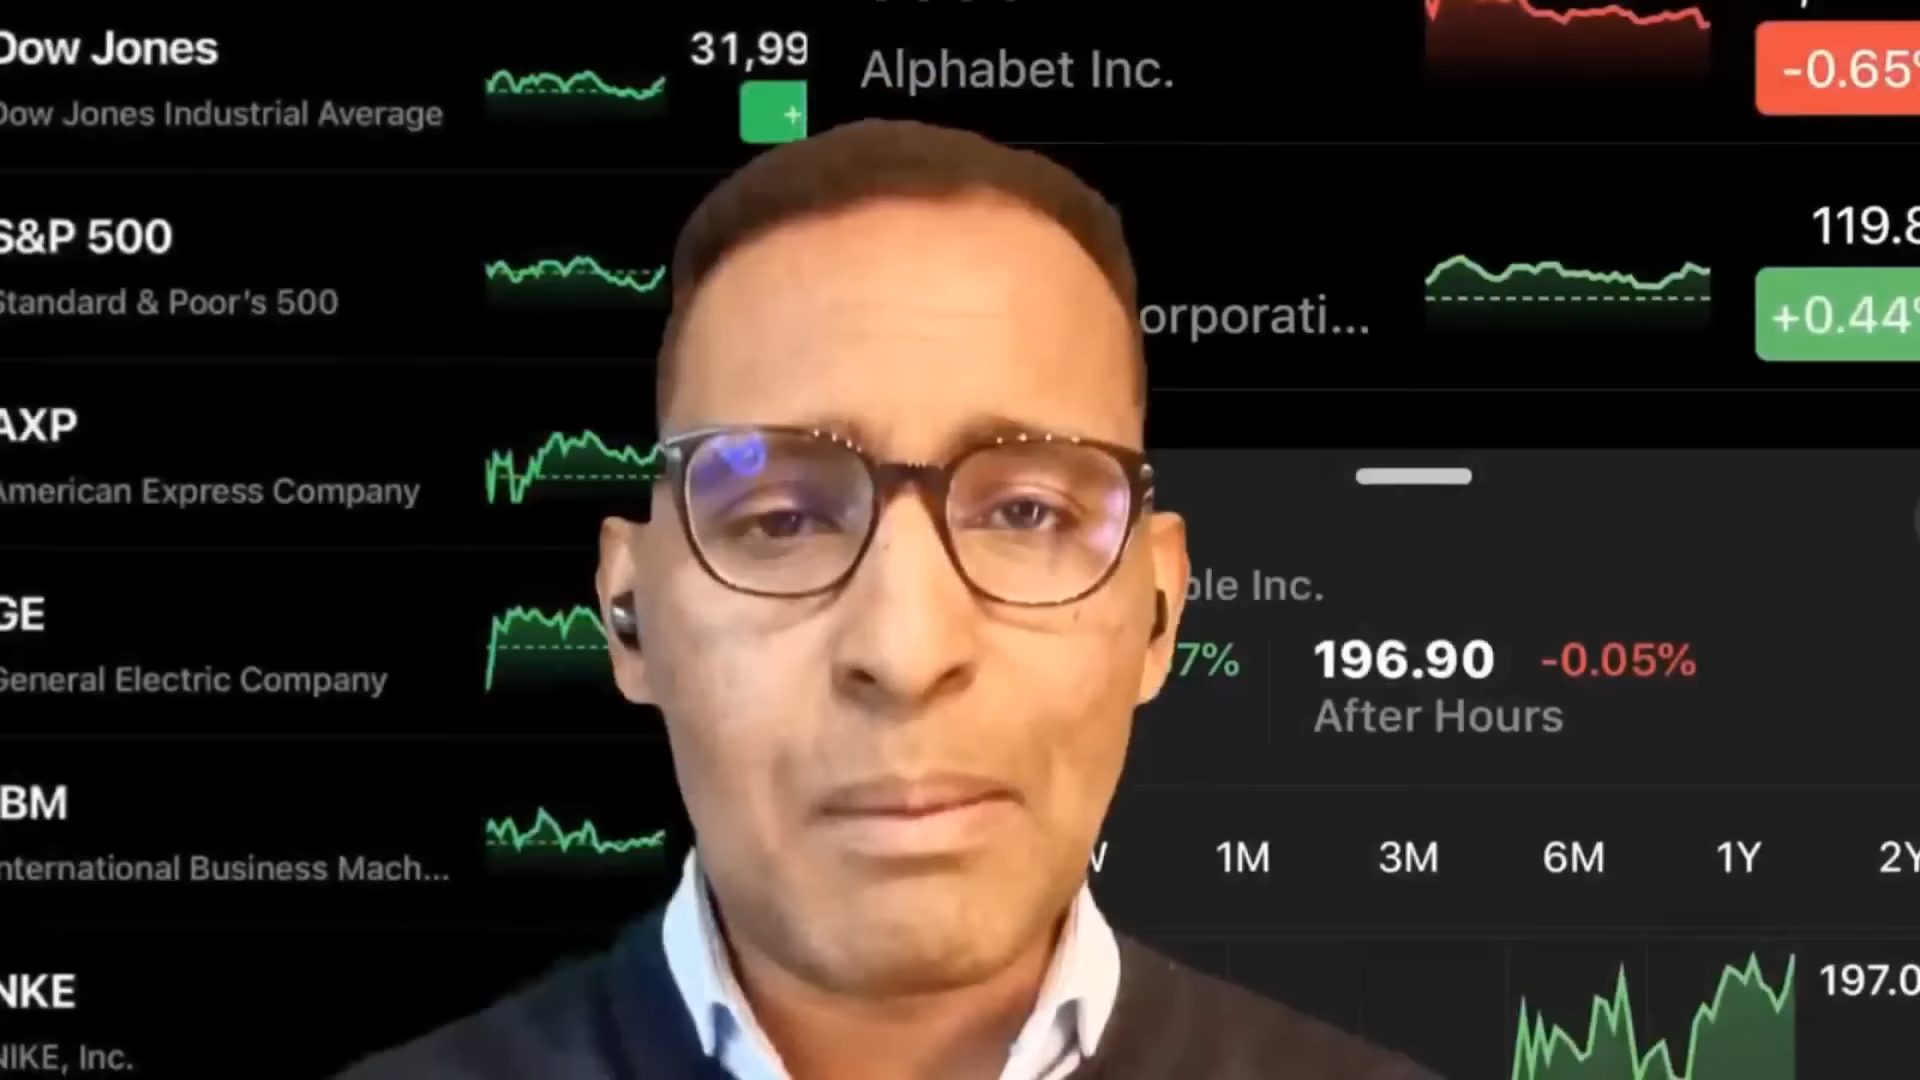 Dow Jones
31,99
Dow Jones Industrial Average
+
S&P 500
Standard & Poor's 500
AXP
American Express Company
GE
General Electric Company
IBM
International Business Mach...
NKE
NIKE, Inc.
Alphabet Inc.
-0.65%
119.8
orporati...
+0.44%
ple Inc.
7%
196.90
-0.05%
After Hours
W
1M
3M
6M
1Y
2Y
197.0